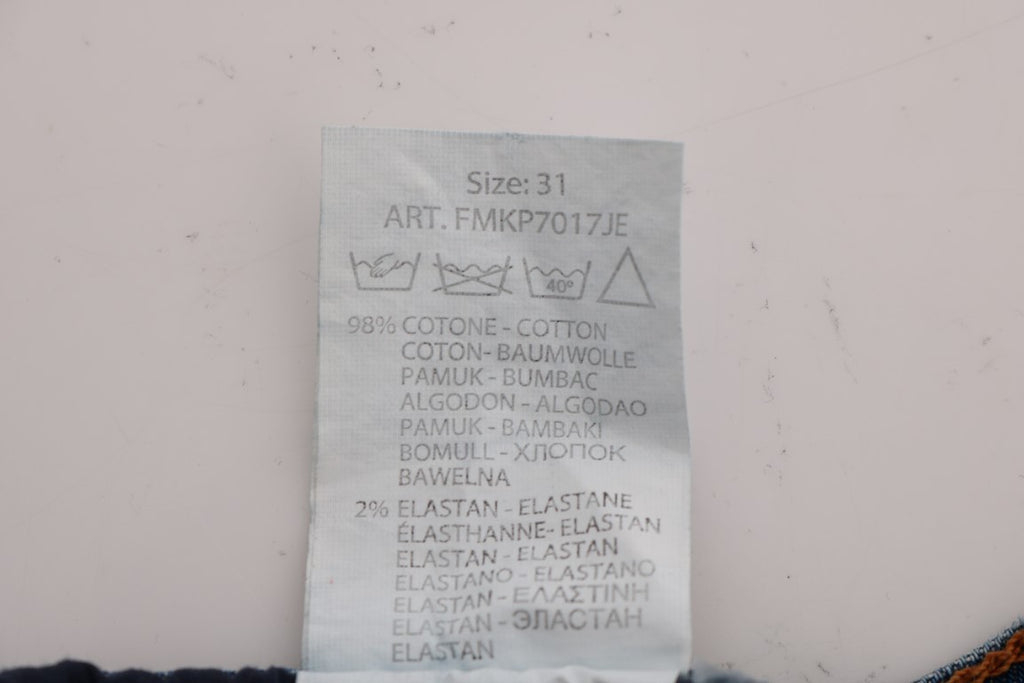 Size: 31
ART. FMKP7017JE
40°
98% COTONE - COTTON
COTON- BAUMWOLLE
PAMUK - BUMBAC
ALGODON - ALGODAO
PAMUK - BAMBAKI
BOMULL - ХЛОПОК
BAWELNA
2% ELASTAN - ELASTANE
ÉLASTHANNE- ELASTAN
ELASTAN - ELASTAN
ELASTANO - ELASTANO
ELASTAN - ΕΛΑΣΤΙΝΗ
ELASTAN - ЭЛАСТАН
ELASTAN